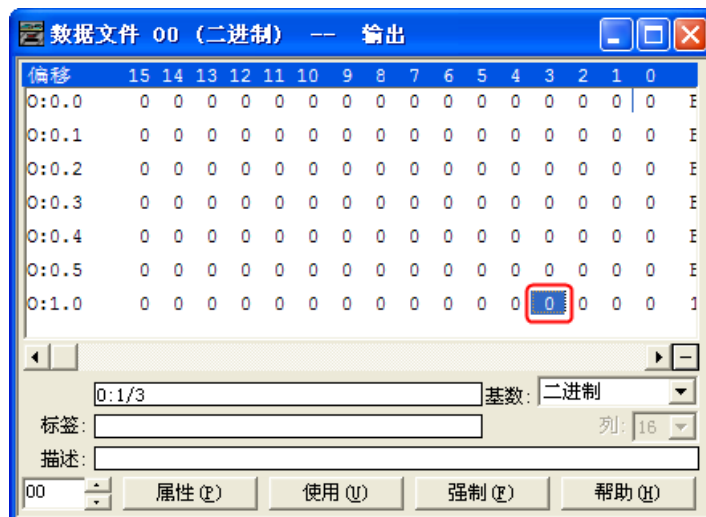 数据文件 OO (二进制) -- 输出
偏移 15 14 13 12 11 10 9 8 7 6 5 4 3 2 1 0
O:0.0 0 0 0 0 0 0 0 0 0 0 0 0 0 0 0 0
O:0.1 0 0 0 0 0 0 0 0 0 0 0 0 0 0 0 0
O:0.2 0 0 0 0 0 0 0 0 0 0 0 0 0 0 0 0
O:0.3 0 0 0 0 0 0 0 0 0 0 0 0 0 0 0 0
O:0.4 0 0 0 0 0 0 0 0 0 0 0 0 0 0 0 0
O:0.5 0 0 0 0 0 0 0 0 0 0 0 0 0 0 0 0
O:1.0 0 0 0 0 0 0 0 0 0 0 0 0 0 0 0 0 1
O:1/3 基数: 二进制
标签: 列: 16
描述:
OO 属性(P) 使用(U) 强制(F) 帮助(H)